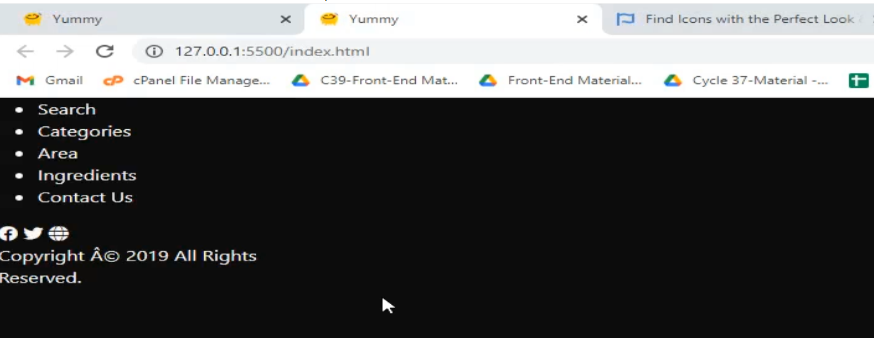 Yummy
Yummy
Find Icons with the Perfect Look
127.0.0.1:5500/index.html
Gmail
cPanel File Manage...
C39-Front-End Mat...
Front-End Material...
Cycle 37-Material -...
Search
Categories
Area
Ingredients
Contact Us
Copyright Â© 2019 All Rights
Reserved.